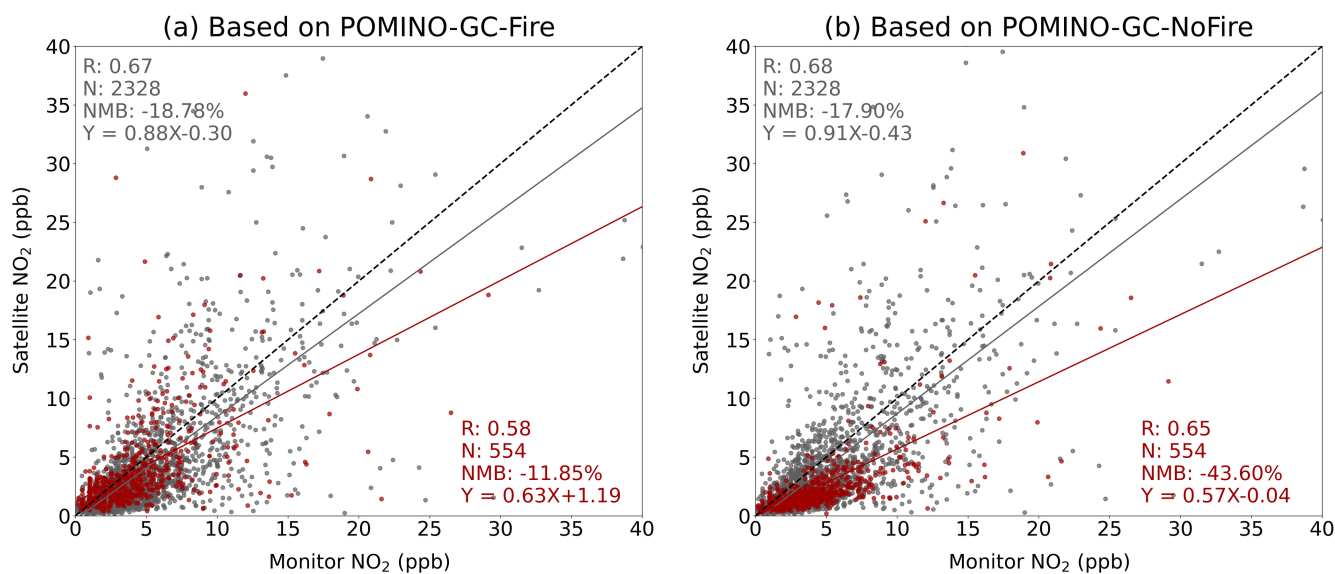 (a) Based on POMINO-GC-Fire
40
35
30
25
20
15
10
5
0
Satellite NO₂ (ppb)
R: 0.67
N: 2328
NMB: -18.78%
Y = 0.88X-0.30
R: 0.58
N: 554
NMB: -11.85%
Y = 0.63X+1.19
0 5 10 15 20 25 30 35 40
Monitor NO₂ (ppb)
(b) Based on POMINO-GC-NoFire
40
35
30
25
20
15
10
5
0
Satellite NO₂ (ppb)
R: 0.68
N: 2328
NMB: -17.90%
Y = 0.91X-0.43
R: 0.65
N: 554
NMB: -43.60%
Y = 0.57X-0.04
0 5 10 15 20 25 30 35 40
Monitor NO₂ (ppb)